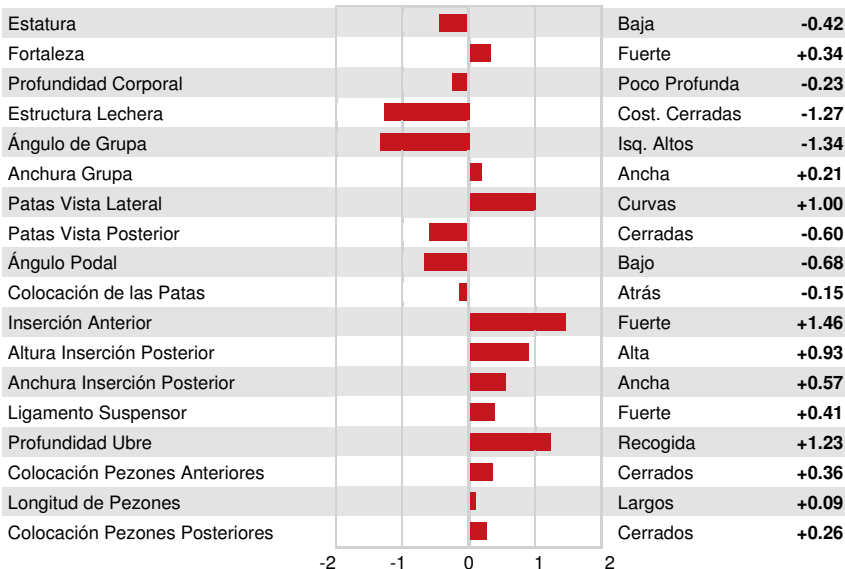 Estatura Baja -0.42
Fortaleza Fuerte +0.34
Profundidad Corporal Poco Profunda -0.23
Estructura Lechera Cost. Cerradas -1.27
Ángulo de Grupa Isq. Altos -1.34
Anchura Grupa Ancha +0.21
Patas Vista Lateral Curvas +1.00
Patas Vista Posterior Cerradas -0.60
Ángulo Podal Bajo -0.68
Colocación de las Patas Atrás -0.15
Inserción Anterior Fuerte +1.46
Altura Inserción Posterior Alta +0.93
Anchura Inserción Posterior Ancha +0.57
Ligamento Suspensor Fuerte +0.41
Profundidad Ubre Recogida +1.23
Colocación Pezones Anteriores Cerrados +0.36
Longitud de Pezones Largos +0.09
Colocación Pezones Posteriores Cerrados +0.26
-2 -1 0 1 2